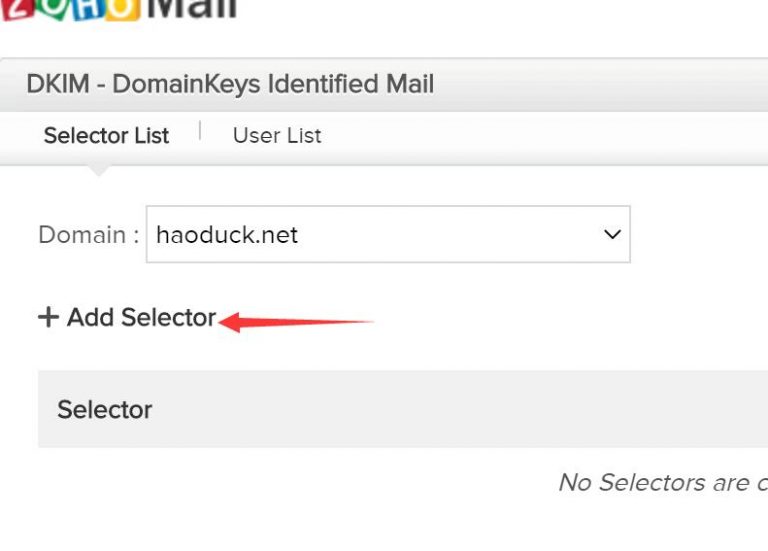 ZOHO Mail
DKIM - DomainKeys Identified Mail
Selector List | User List
Domain : haoduck.net
+ Add Selector
Selector
No Selectors are